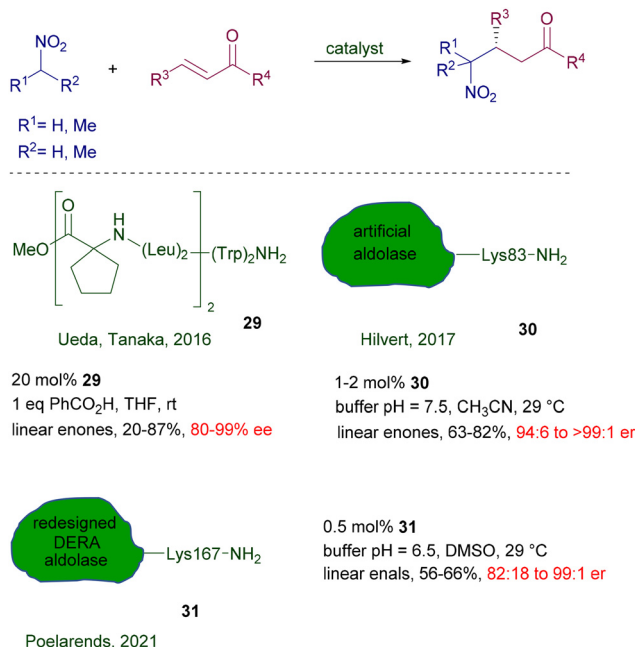 NO₂
R¹ R²
+
R³ O R⁴
catalyst
R³ O
R¹
R² R⁴
NO₂
R¹= H, Me
R²= H, Me
O H
MeO N (Leu)₂ (Trp)₂NH₂
2
29
Ueda, Tanaka, 2016
artificial
aldolase
Lys83-NH₂
30
Hilvert, 2017
20 mol% 29
1 eq PhCO₂H, THF, rt
linear enones, 20-87%, 80-99% ee
1-2 mol% 30
buffer pH = 7.5, CH₃CN, 29 °C
linear enones, 63-82%, 94:6 to >99:1 er
redesigned
DERA
aldolase
Lys167-NH₂
31
Poelarends, 2021
0.5 mol% 31
buffer pH = 6.5, DMSO, 29 °C
linear enals, 56-66%, 82:18 to 99:1 er